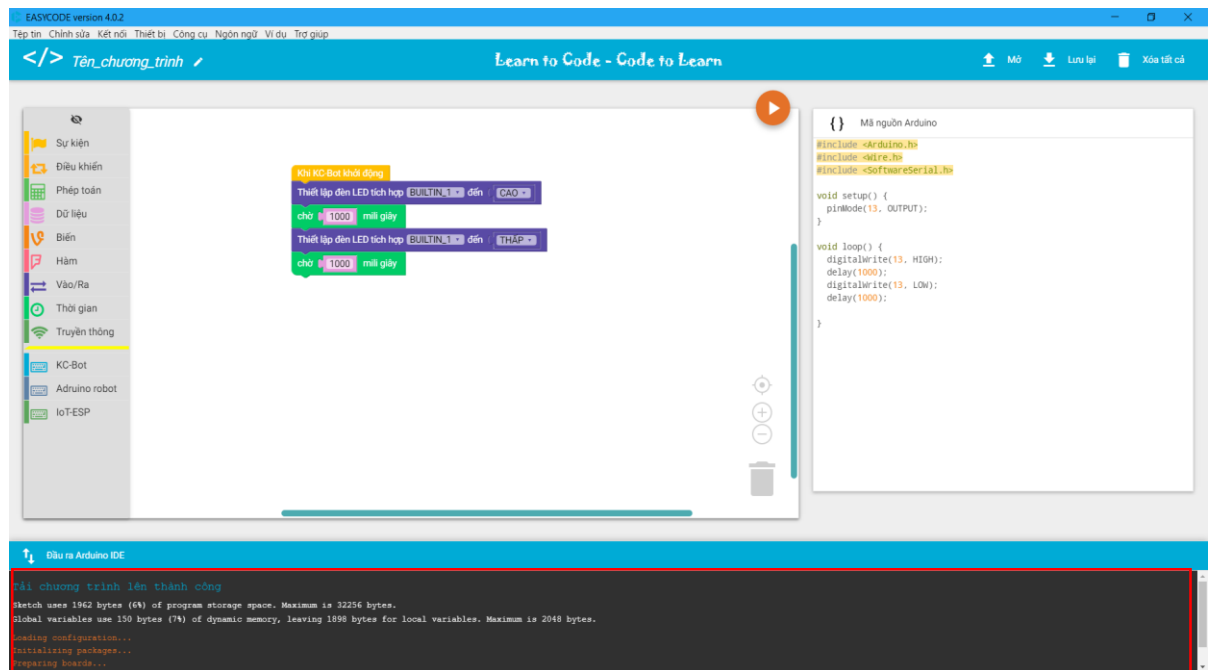 EASYCODE version 4.0.2
Tệp tin Chỉnh sửa Kết nối Thiết bị Công cụ Ngôn ngữ Ví dụ Trợ giúp
</> Tên_chương_trình
Learn to Code - Code to Learn
Mở
Lưu lại
Xóa tất cả
Sự kiện
Điều khiển
Phép toán
Dữ liệu
Biến
Hàm
Vào/Ra
Thời gian
Truyền thông
KC-Bot
Adruino robot
IoT-ESP
Khi KC-Bot khởi động
Thiết lập đèn LED tích hợp BUILTIN_1 đến CAO
chờ 1000 mili giây
Thiết lập đèn LED tích hợp BUILTIN_1 đến THẤP
chờ 1000 mili giây
{ } Mã nguồn Arduino
#include <Arduino.h>
#include <Wire.h>
#include <SoftwareSerial.h>
void setup() {
pinMode(13, OUTPUT);
}
void loop() {
digitalWrite(13, HIGH);
delay(1000);
digitalWrite(13, LOW);
delay(1000);
}
Đầu ra Arduino IDE
Tải chương trình lên thành công
Sketch uses 1962 bytes (6%) of program storage space. Maximum is 32256 bytes.
Global variables use 150 bytes (7%) of dynamic memory, leaving 1898 bytes for local variables. Maximum is 2048 bytes.
Loading configuration...
Initializing packages...
Preparing boards...